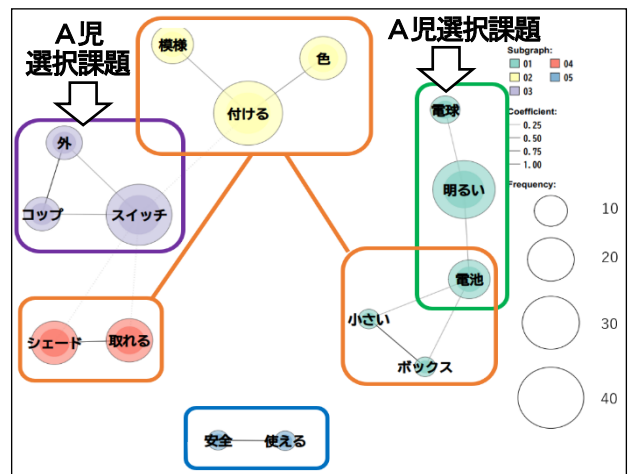 A児
選択課題
A児選択課題
模様
色
付ける
外
コップ
スイッチ
シェード
取れる
電球
明るい
電池
小さい
ボックス
安全
使える
Subgraph:
01
04
02
05
03
Coefficient:
0.25
0.50
0.75
1.00
Frequency:
10
20
30
40